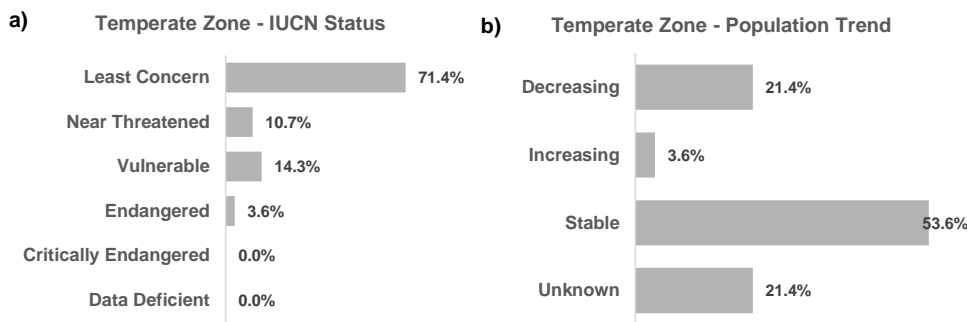 a)
Temperate Zone - IUCN Status
Least Concern 71.4%
Near Threatened 10.7%
Vulnerable 14.3%
Endangered 3.6%
Critically Endangered 0.0%
Data Deficient 0.0%
b)
Temperate Zone - Population Trend
Decreasing 21.4%
Increasing 3.6%
Stable 53.6%
Unknown 21.4%